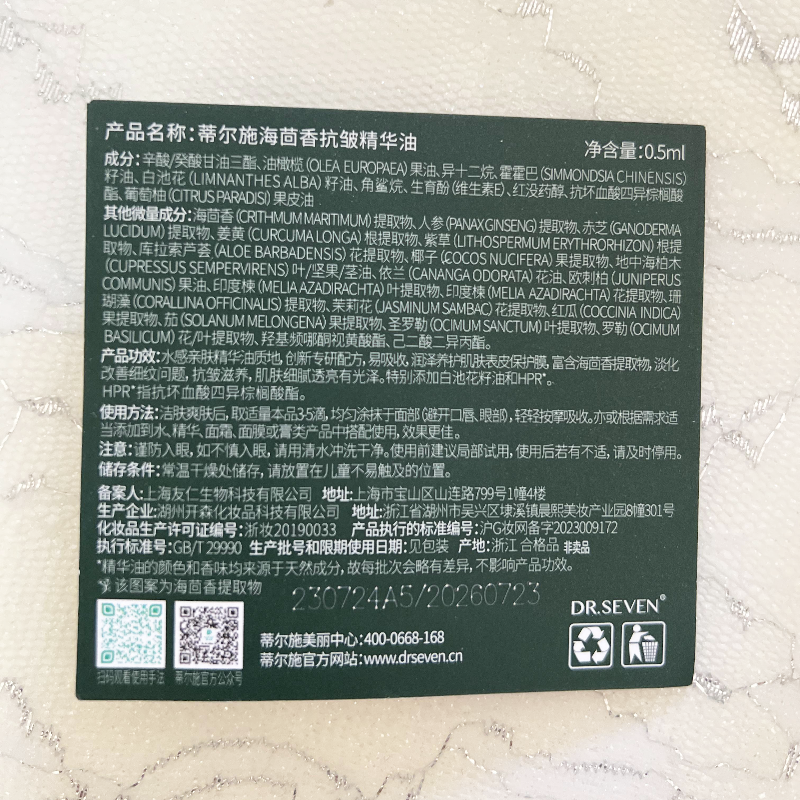 产品名称:蒂尔施海茴香抗皱精华油
净含量:0.5ml
成分:辛酸/癸酸甘油三酯、油橄榄(OLEA EUROPAEA)果油、异十二烷、霍霍巴(SIMMONDSIA CHINENSIS)
籽油、白池花(LIMNANTHES ALBA)籽油、角鲨烷、生育酚(维生素E)、红没药醇、抗坏血酸四异棕榈酸
酯、葡萄柚(CITRUS PARADISI)果皮油
其他微量成分:海茴香(CRITHMUM MARITIMUM)提取物、人参(PANAX GINSENG)提取物、赤芝(GANODERMA
LUCIDUM)提取物、姜黄(CURCUMA LONGA)根提取物、紫草(LITHOSPERMUM ERYTHRORHIZON)根提
取物、库拉索芦荟(ALOE BARBADENSIS)花提取物、椰子(COCOS NUCIFERA)果提取物、地中海柏木
(CUPRESSUS SEMPERVIRENS)叶/坚果/茎油、依兰(CANANGA ODORATA)花油、欧刺柏(JUNIPERUS
COMMUNIS)果油、印度楝(MELIA AZADIRACHTA)叶提取物、印度楝(MELIA AZADIRACHTA)花提取物、珊
瑚藻(CORALLINA OFFICINALIS)提取物、茉莉花(JASMINUM SAMBAC)花提取物、红瓜(COCCINIA INDICA)
果提取物、茄(SOLANUM MELONGENA)果提取物、圣罗勒(OCIMUM SANCTUM)叶提取物、罗勒(OCIMUM
BASILICUM)花/叶提取物、羟基频哪酮视黄酸酯、己二酸二异丙酯。
产品功效:水感亲肤精华油质地,创新专研配方,易吸收,润泽养护肌肤表皮保护膜,富含海茴香提取物,淡化
改善细纹问题,抗皱滋养,肌肤细腻透亮有光泽。特别添加白池花籽油和HPR*。
HPR*指抗坏血酸四异棕榈酸酯。
使用方法:洁肤爽肤后,取适量本品3-5滴,均匀涂抹于面部(避开口唇、眼部),轻轻按摩吸收。亦或根据需求适
当添加到水、精华、面霜、面膜或膏类产品中搭配使用,效果更佳。
注意:谨防入眼,如不慎入眼,请用清水冲洗干净。使用前建议局部试用,使用后若有不适,请及时停用。
储存条件:常温干燥处储存,请放置在儿童不易触及的位置。
备案人:上海友仁生物科技有限公司 地址:上海市宝山区山连路799号1幢4楼
生产企业:湖州开森化妆品科技有限公司 地址:浙江省湖州市吴兴区埭溪镇晨熙美妆产业园8幢301号
化妆品生产许可证编号:浙妆20190033 产品执行的标准编号:沪G妆网备字2023009172
执行标准号:GB/T 29990 生产批号和限期使用日期:见包装 产地:浙江 合格品 非卖品
*精华油的颜色和香味均来源于天然成分,故每批次会略有差异,不影响产品功效。
该图案为海茴香提取物
230724A5/20260723
DR.SEVEN®
蒂尔施美丽中心:400-0668-168
蒂尔施官方网站:www.drseven.cn
扫码观看使用手法 蒂尔施官方公众号